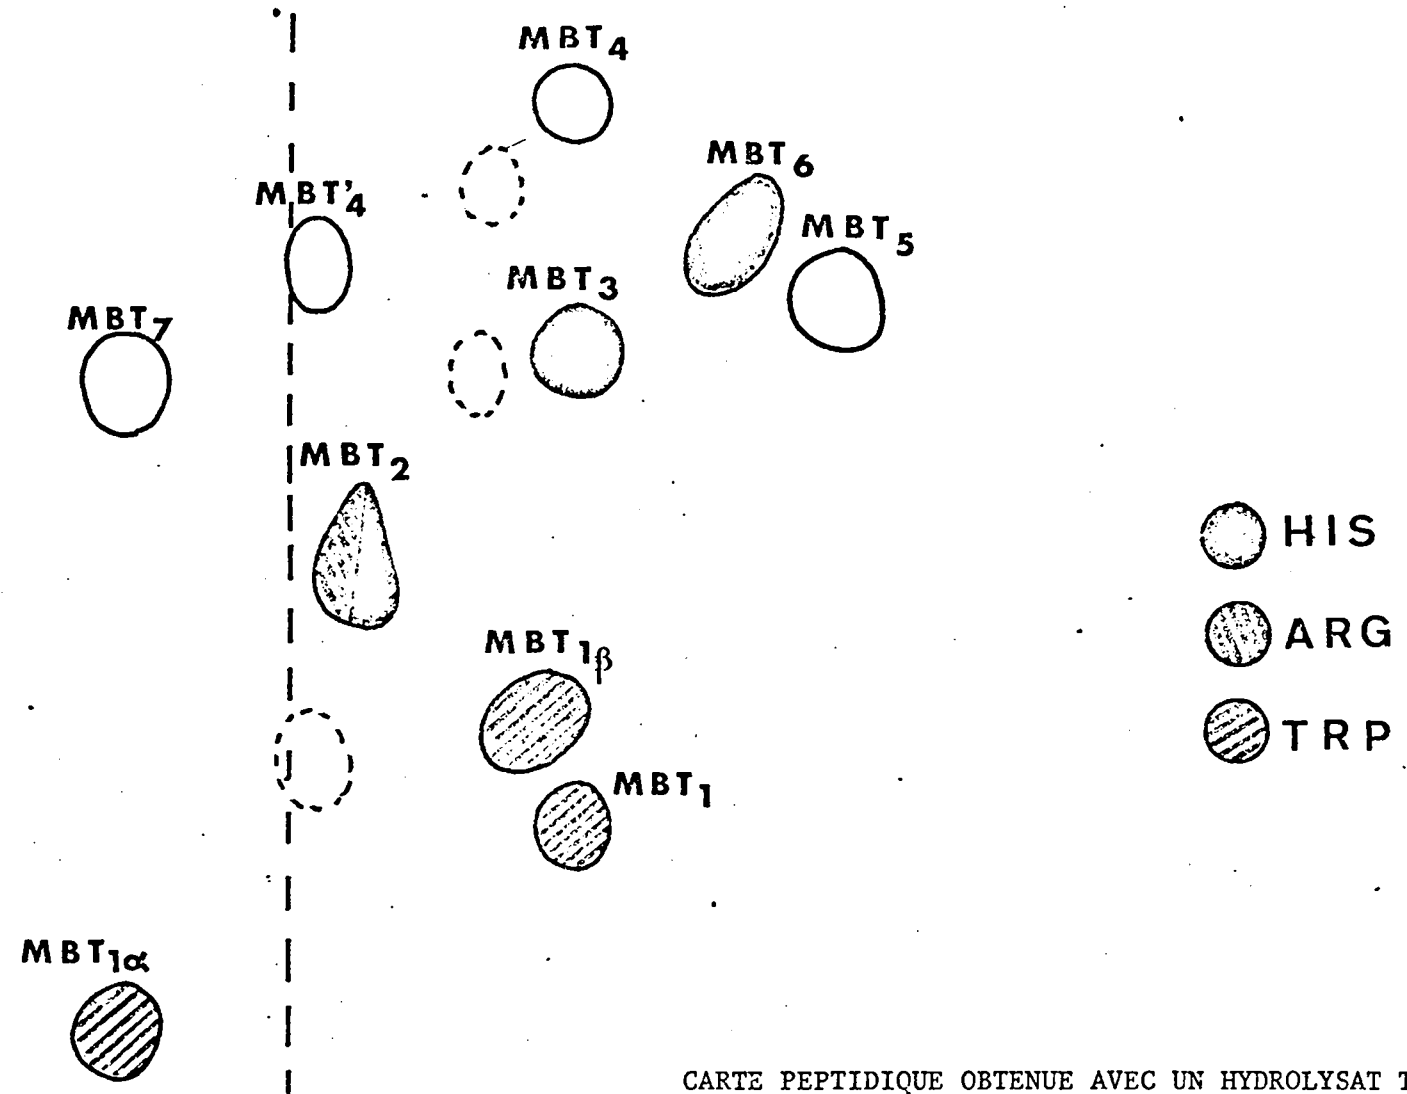 MBT4
MBT6
MBT'4
MBT5
MBT3
MBT7
MBT2
HIS
ARG
MBT1β
TRP
MBT1
MBT1α
CARTE PEPTIDIQUE OBTENUE AVEC UN HYDROLYSAT T